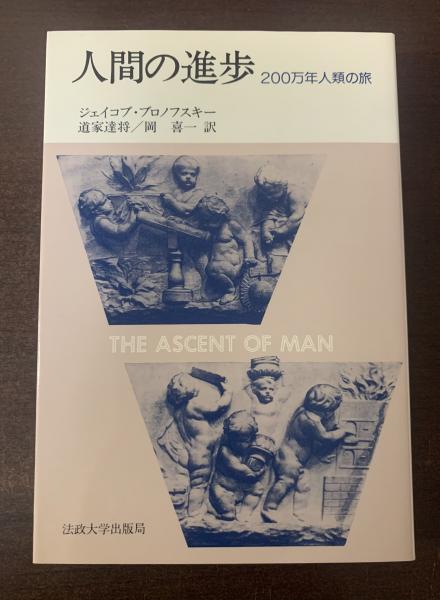 人間の進歩 200万年人類の旅
ジェイコブ・ブロノフスキー
道家達将／岡 喜一 訳
THE ASCENT OF MAN
法政大学出版局